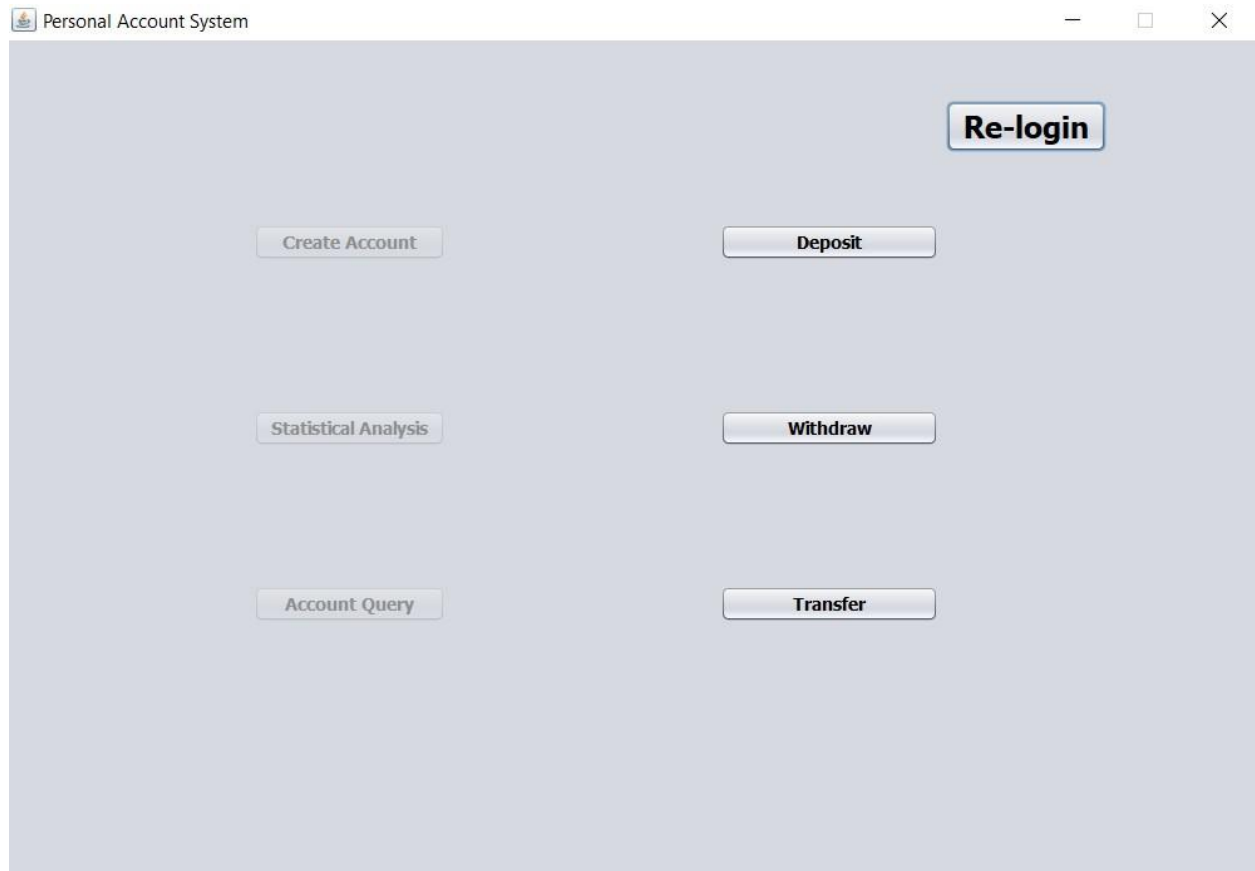 Personal Account System
Re-login
Create Account
Deposit
Statistical Analysis
Withdraw
Account Query
Transfer